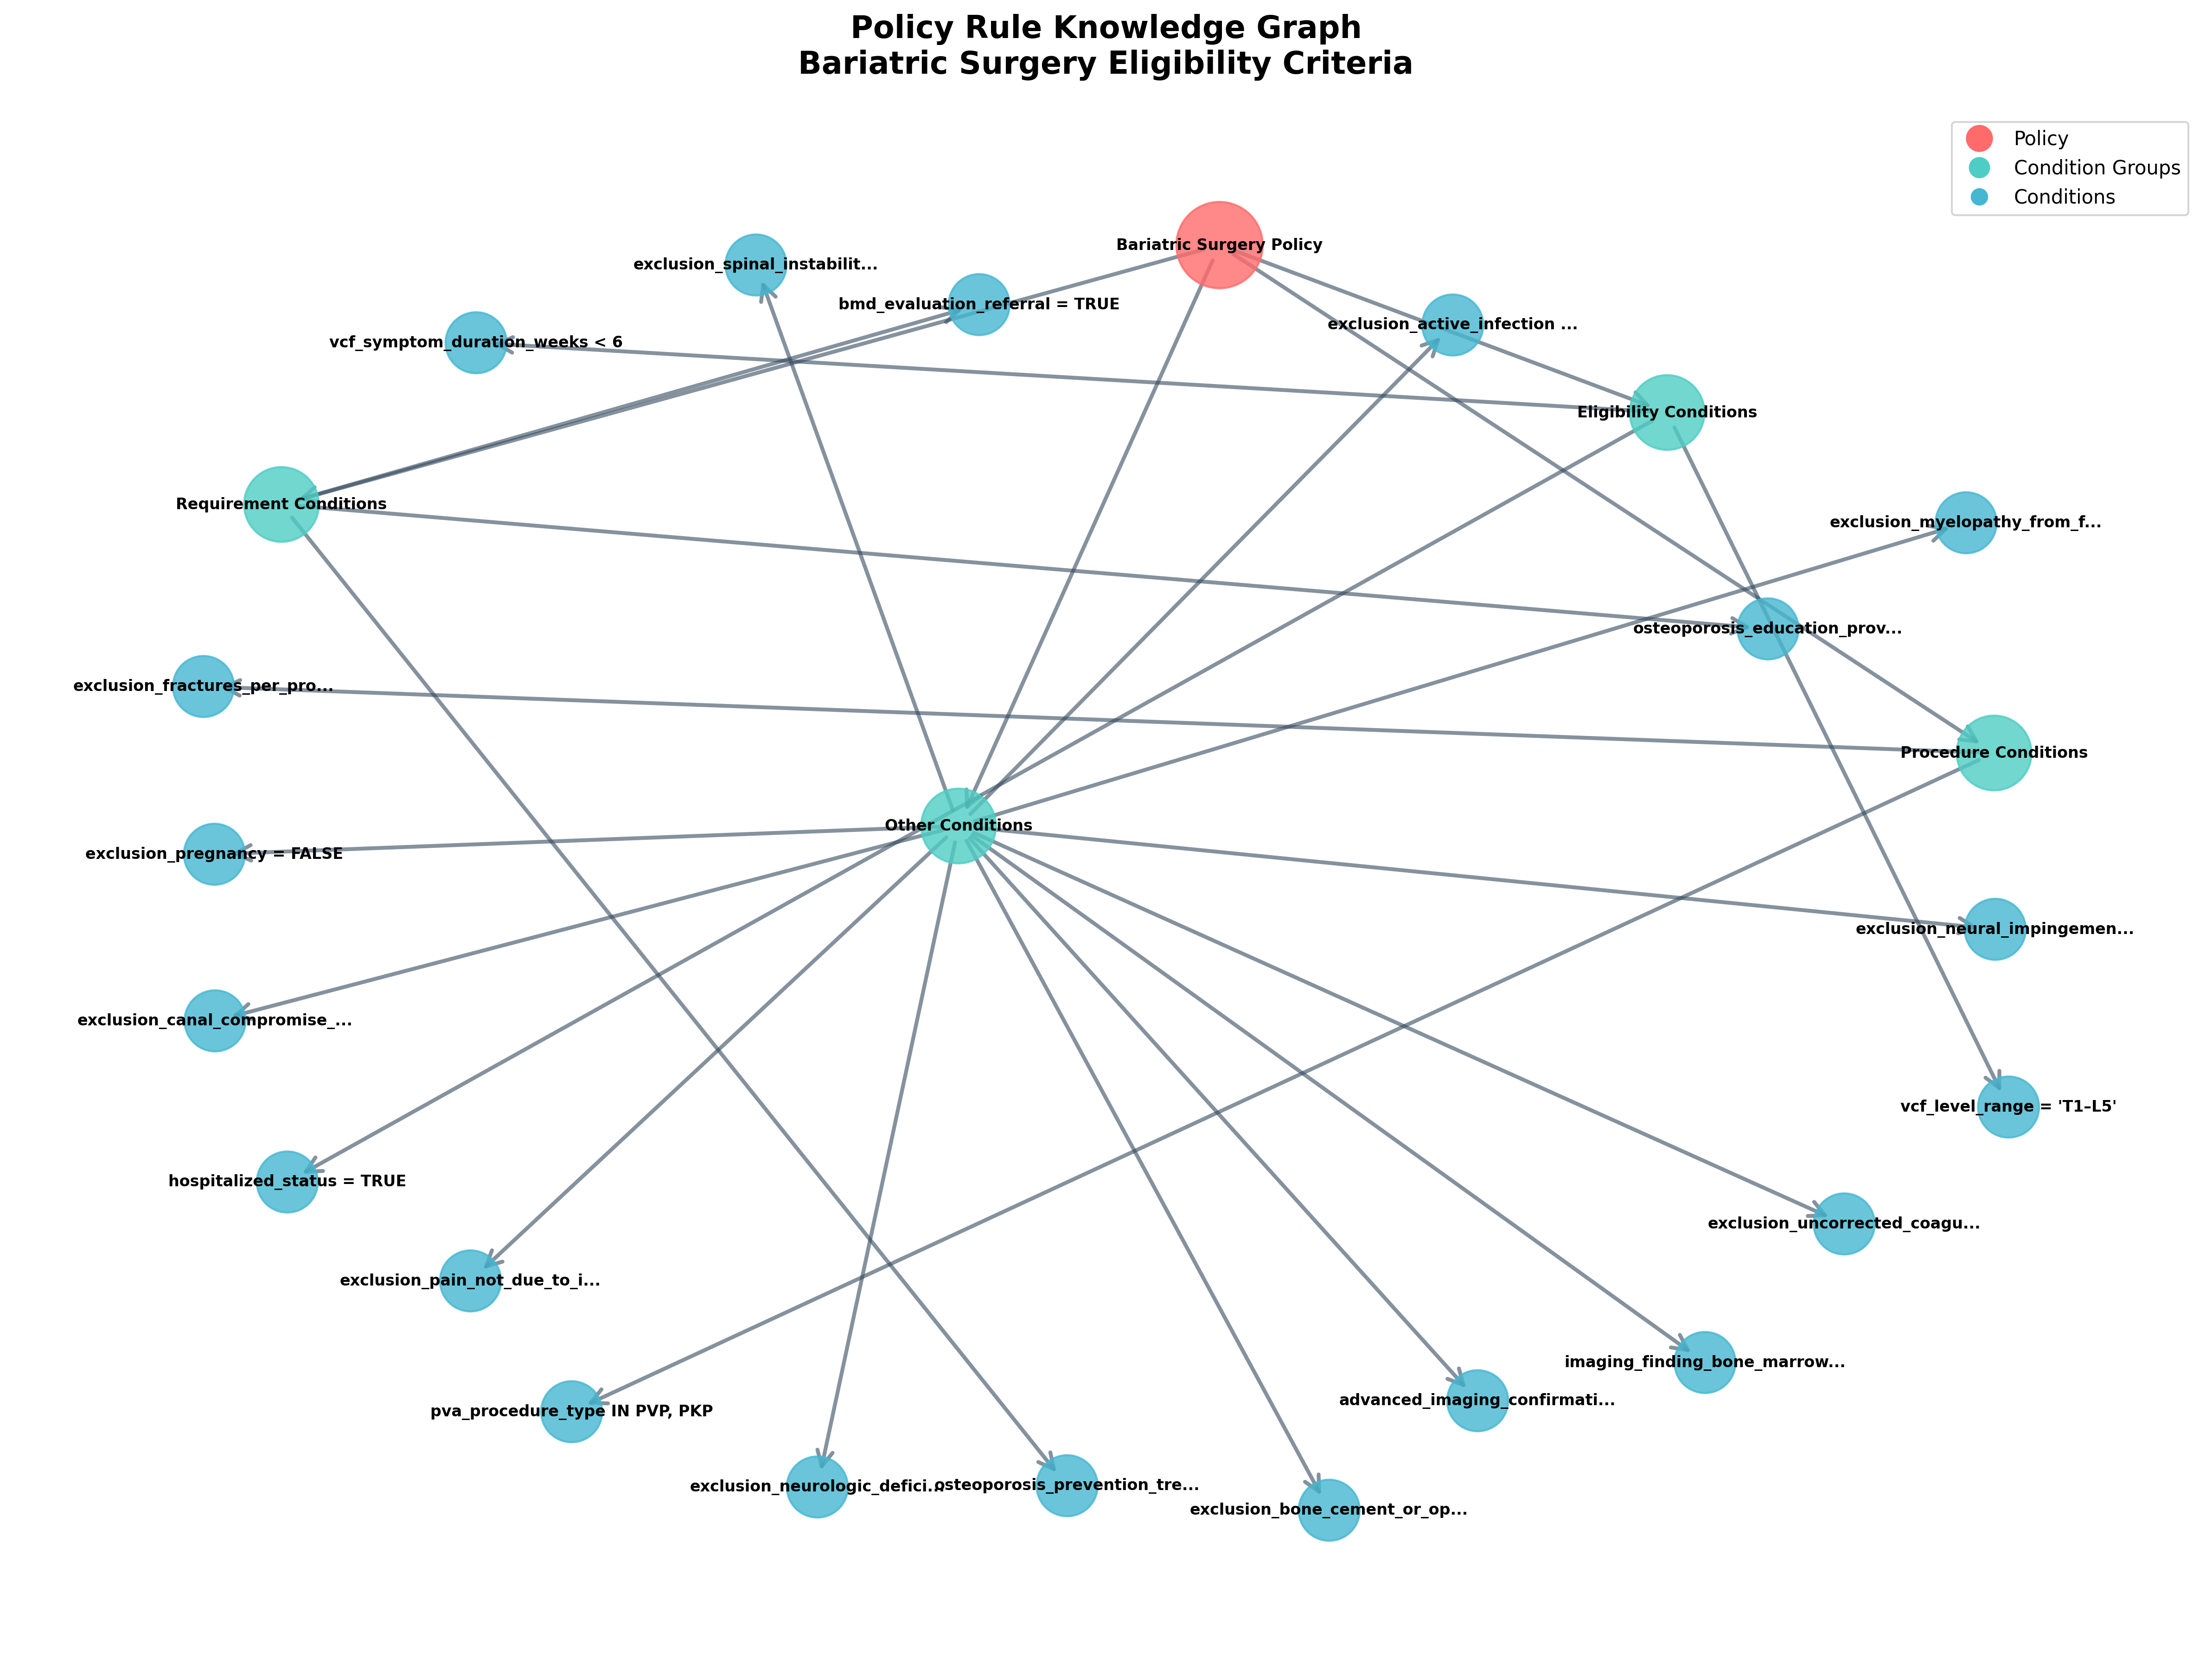 Policy Rule Knowledge Graph
Bariatric Surgery Eligibility Criteria
Policy
Condition Groups
Conditions
Bariatric Surgery Policy
exclusion_spinal_instabilit...
bmd_evaluation_referral = TRUE
exclusion_active_infection ...
vcf_symptom_duration_weeks < 6
Eligibility Conditions
Requirement Conditions
exclusion_myelopathy_from_f...
osteoporosis_education_prov...
exclusion_fractures_per_pro...
Procedure Conditions
Other Conditions
exclusion_pregnancy = FALSE
exclusion_neural_impingemen...
exclusion_canal_compromise_...
vcf_level_range = 'T1–L5'
hospitalized_status = TRUE
exclusion_uncorrected_coagu...
exclusion_pain_not_due_to_i...
imaging_finding_bone_marrow...
advanced_imaging_confirmati...
pva_procedure_type IN PVP, PKP
exclusion_neurologic_defici...
osteoporosis_prevention_tre...
exclusion_bone_cement_or_op...